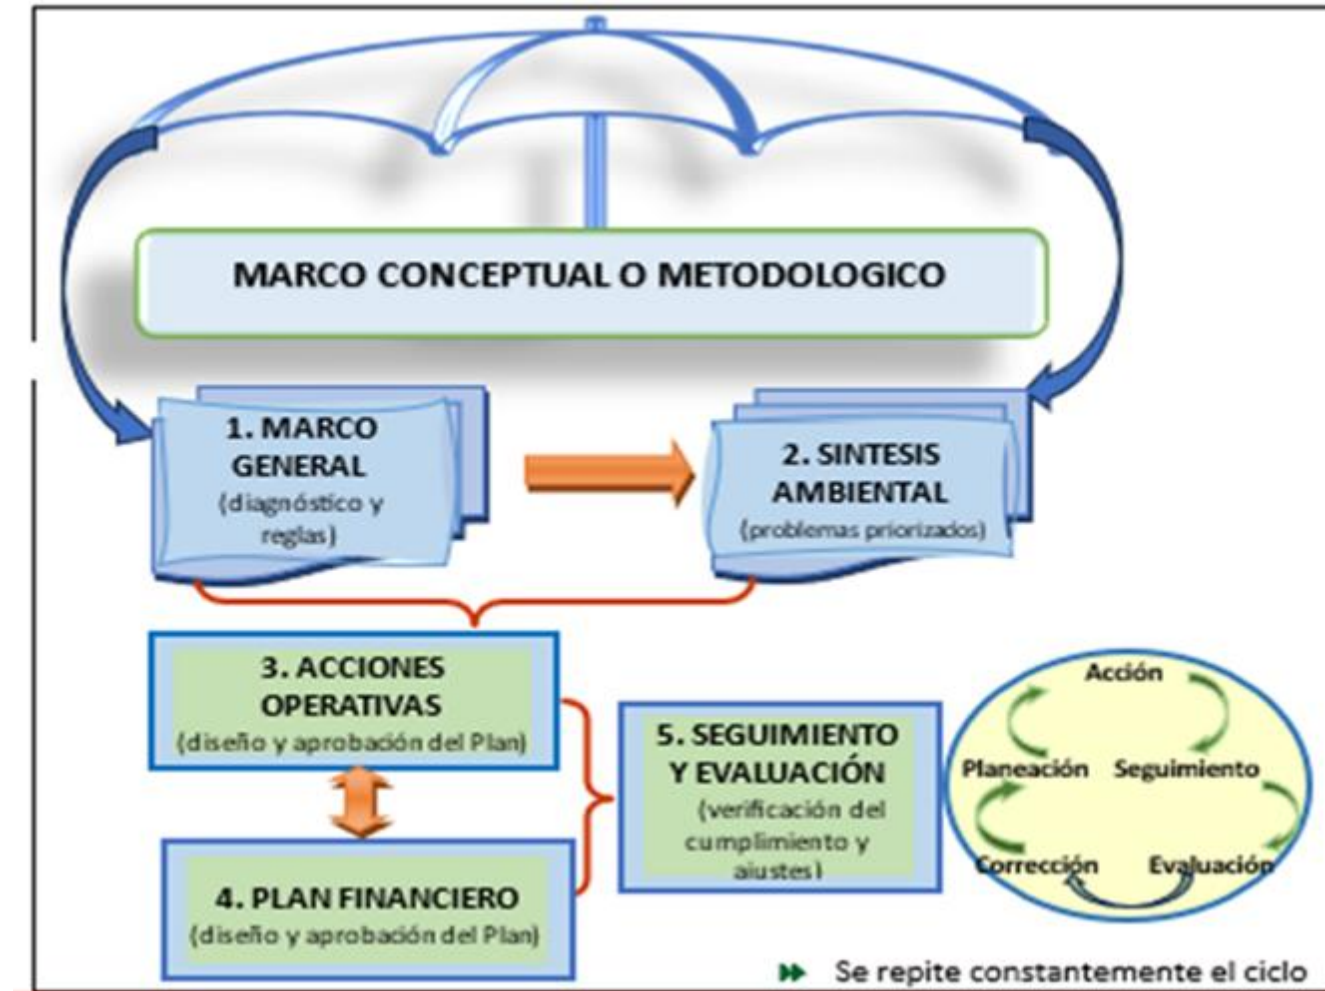 MARCO CONCEPTUAL O METODOLOGICO
1. MARCO
GENERAL
(diagnóstico y
reglas)
2. SINTESIS
AMBIENTAL
(problemas priorizados)
3. ACCIONES
OPERATIVAS
(diseño y aprobación del Plan)
4. PLAN FINANCIERO
(diseño y aprobación del Plan)
5. SEGUIMIENTO
Y EVALUACIÓN
(verificación del
cumplimiento y
ajustes)
Acción
Planeación Seguimiento
Corrección Evaluación
Se repite constantemente el ciclo